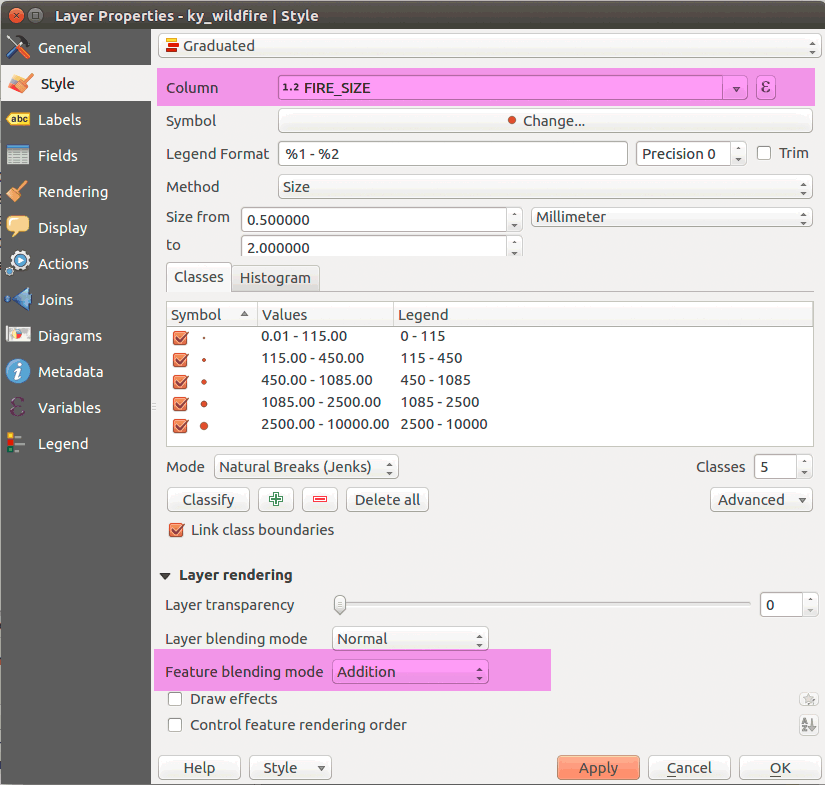 Layer Properties - ky_wildfire | Style
General
Style
abc Labels
Fields
Rendering
Display
Actions
Joins
Diagrams
Metadata
Variables
Legend
Graduated
Column 1.2 FIRE_SIZE ε
Symbol Change...
Legend Format %1 - %2 Precision 0 Trim
Method Size
Size from 0.500000 Millimeter
to 2.000000
Classes Histogram
Symbol Values Legend
0.01 - 115.00 0 - 115
115.00 - 450.00 115 - 450
450.00 - 1085.00 450 - 1085
1085.00 - 2500.00 1085 - 2500
2500.00 - 10000.00 2500 - 10000
Mode Natural Breaks (Jenks) Classes 5
Classify Delete all Advanced
Link class boundaries
Layer rendering
Layer transparency 0
Layer blending mode Normal
Feature blending mode Addition
Draw effects
Control feature rendering order
Help Style Apply Cancel OK